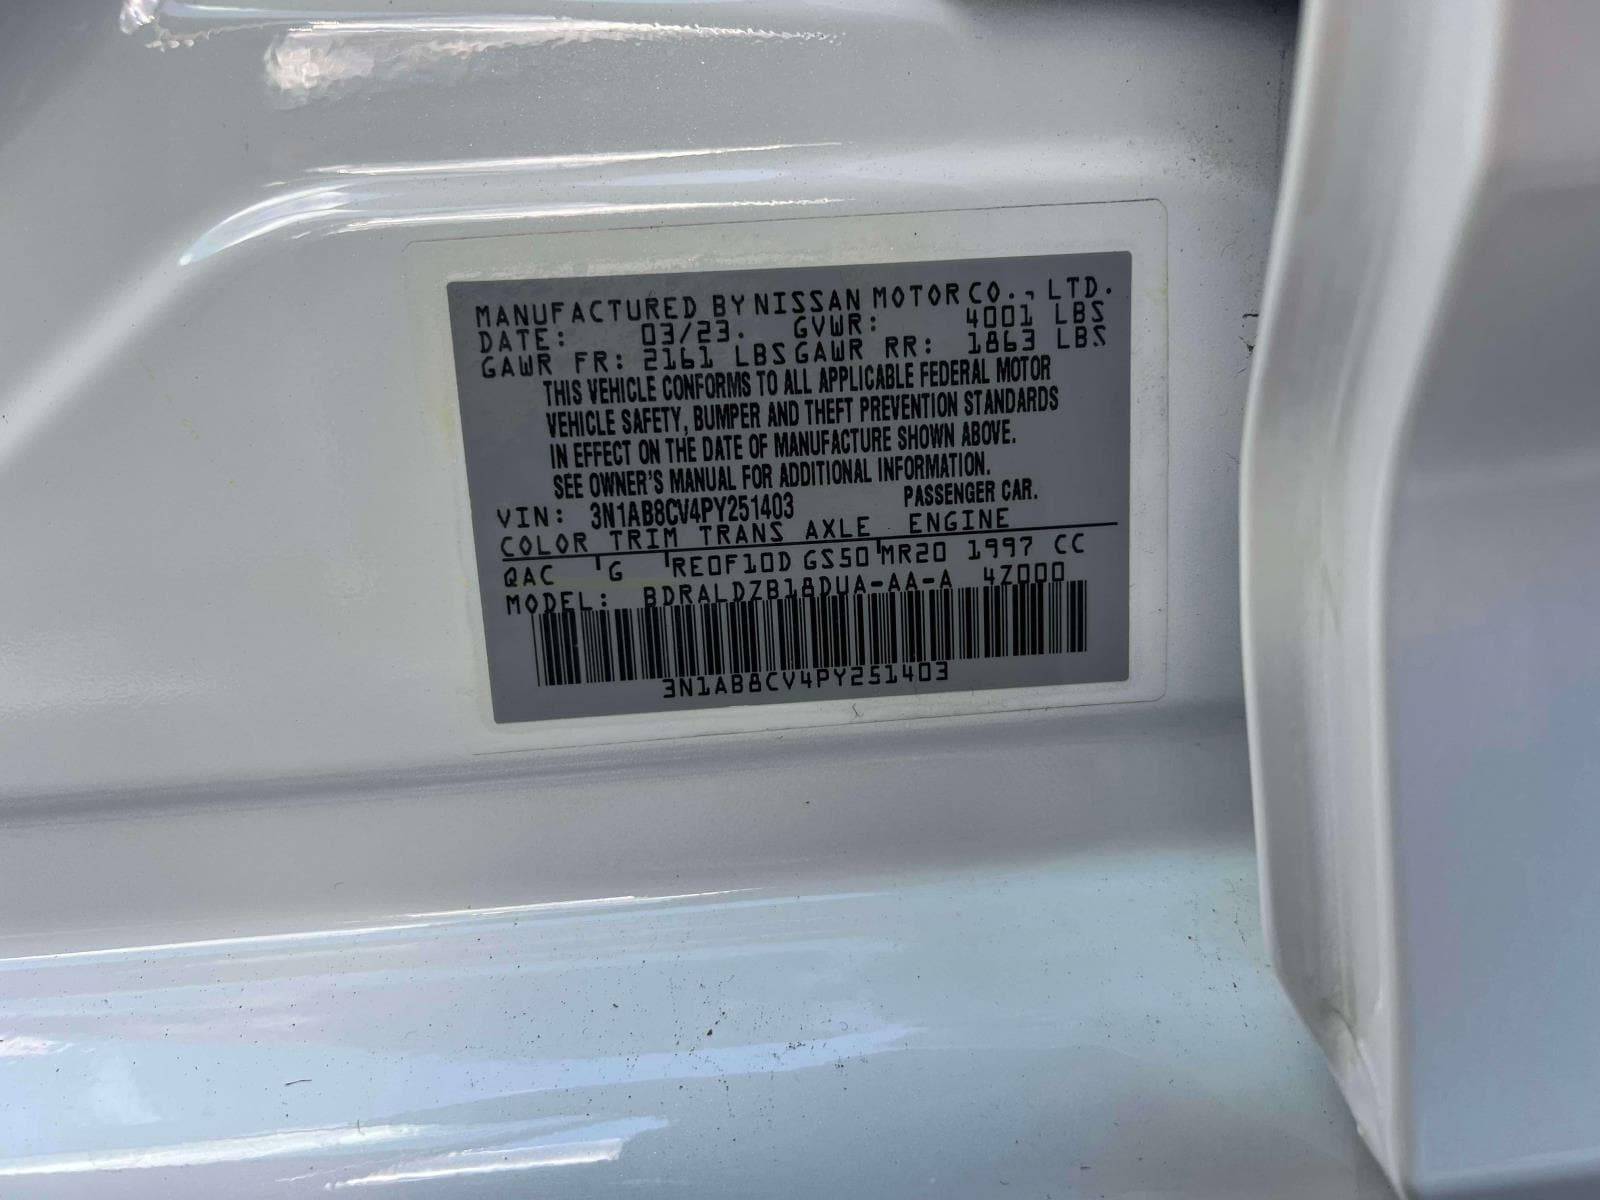 MANUFACTURED BY NISSAN MOTOR CO., LTD.
DATE: 03/23. GVWR: 4001 LBS
GAWR FR: 2161 LBS GAWR RR: 1863 LBS
THIS VEHICLE CONFORMS TO ALL APPLICABLE FEDERAL MOTOR
VEHICLE SAFETY, BUMPER AND THEFT PREVENTION STANDARDS
IN EFFECT ON THE DATE OF MANUFACTURE SHOWN ABOVE.
SEE OWNER'S MANUAL FOR ADDITIONAL INFORMATION.
VIN: 3N1AB8CV4PY251403 PASSENGER CAR.
COLOR TRIM TRANS AXLE ENGINE
QAC G RE0F10D GS50 MR20 1997 CC
MODEL: BDRALDZB18DUA-AA-A 4Z000
3N1AB8CV4PY251403